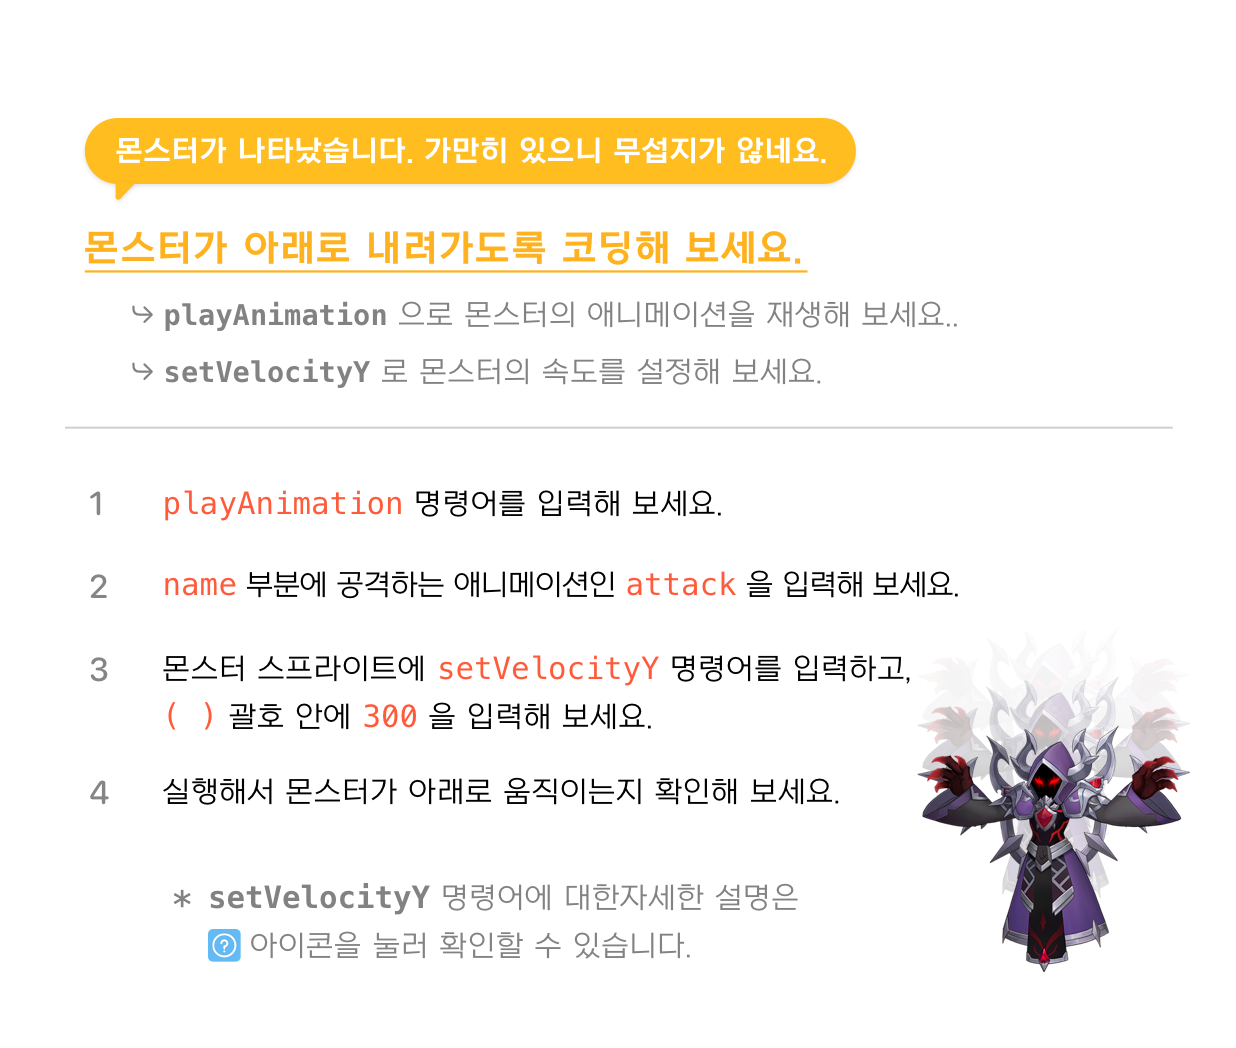 몬스터가 나타났습니다. 가만히 있으니 무섭지가 않네요.
몬스터가 아래로 내려가도록 코딩해 보세요.
↪ playAnimation 으로 몬스터의 애니메이션을 재생해 보세요..
↪ setVelocityY 로 몬스터의 속도를 설정해 보세요.
1 playAnimation 명령어를 입력해 보세요.
2 name 부분에 공격하는 애니메이션인 attack 을 입력해 보세요.
3 몬스터 스프라이트에 setVelocityY 명령어를 입력하고,
( ) 괄호 안에 300 을 입력해 보세요.
4 실행해서 몬스터가 아래로 움직이는지 확인해 보세요.
* setVelocityY 명령어에 대한자세한 설명은
? 아이콘을 눌러 확인할 수 있습니다.